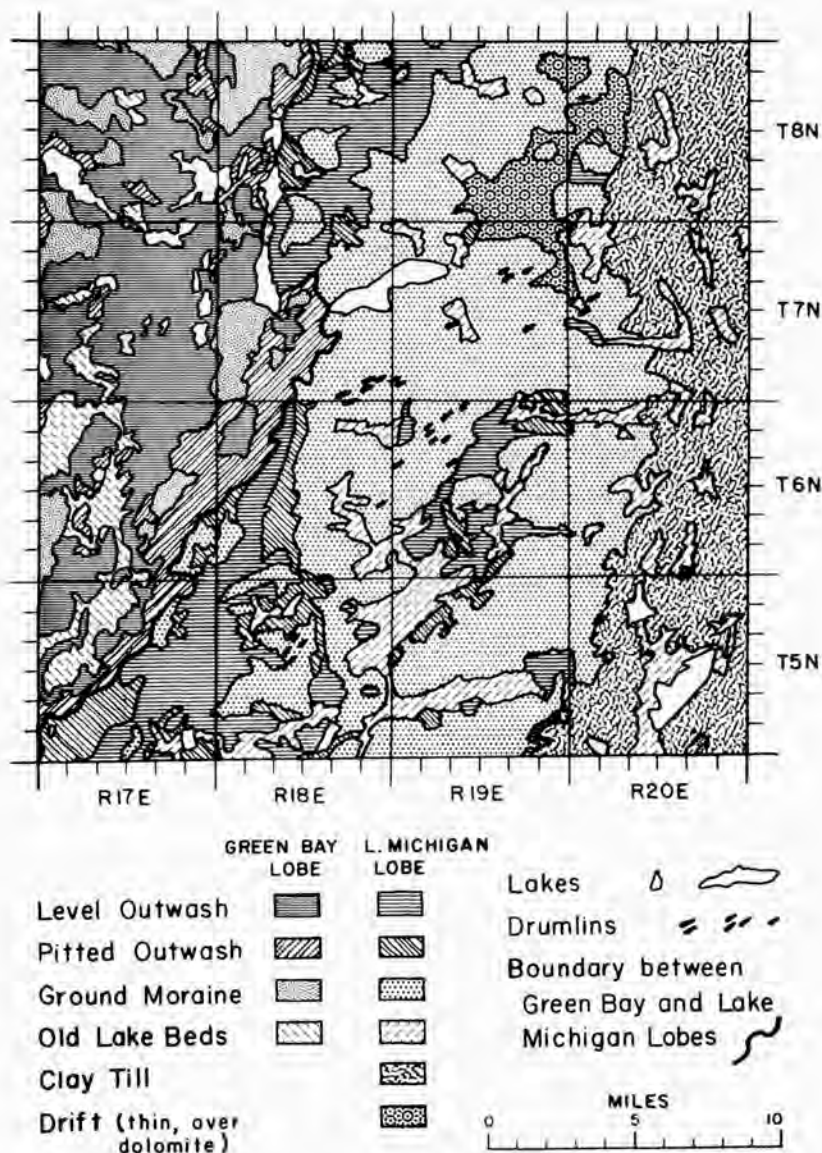 T8N
T7N
T6N
T5N
R17E R18E R19E R20E
GREEN BAY LOBE
L. MICHIGAN LOBE
Level Outwash
Pitted Outwash
Ground Moraine
Old Lake Beds
Clay Till
Drift (thin, over
dolomite)
Lakes
Drumlins
Boundary between
Green Bay and Lake
Michigan Lobes
MILES
0 5 10